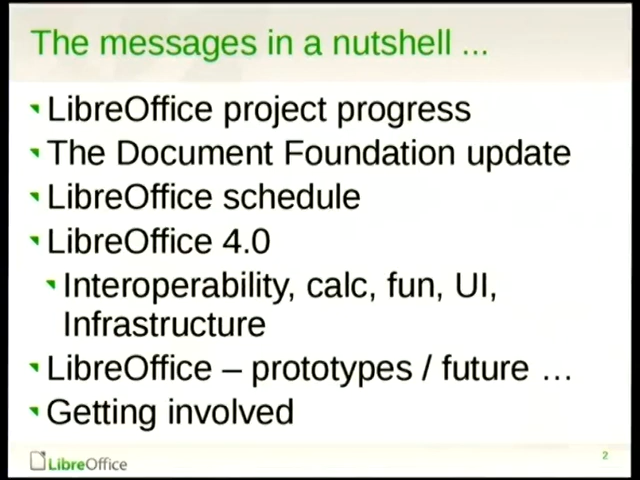 The messages in a nutshell ...
LibreOffice project progress
The Document Foundation update
LibreOffice schedule
LibreOffice 4.0
Interoperability, calc, fun, UI,
Infrastructure
LibreOffice – prototypes / future …
Getting involved
LibreOffice
2